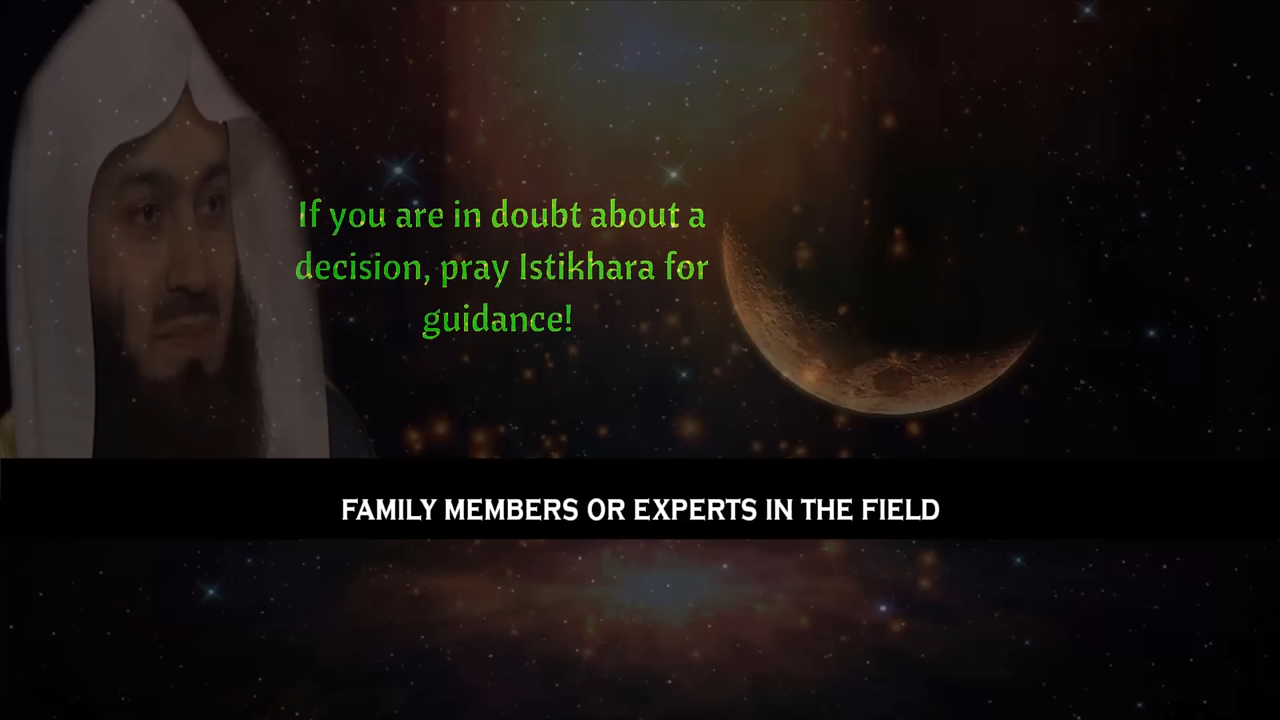 If you are in doubt about a
decision, pray Istikhara for
guidance!
FAMILY MEMBERS OR EXPERTS IN THE FIELD